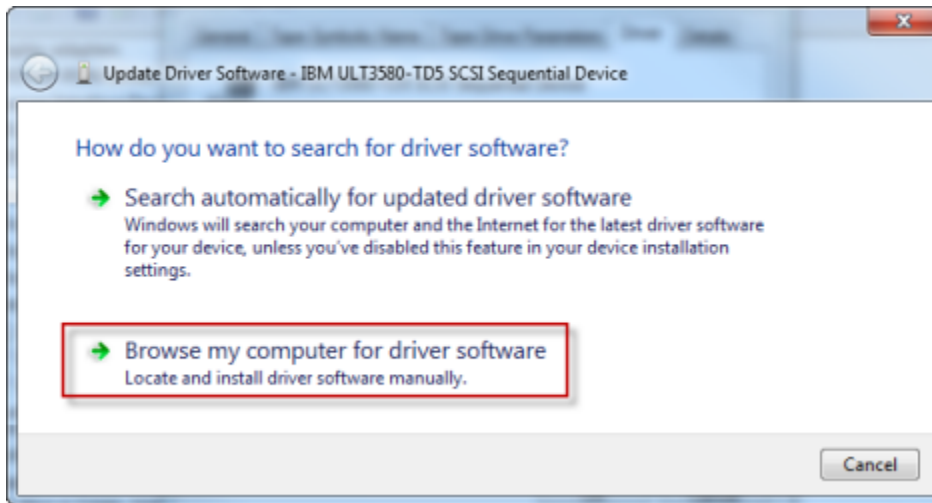 Update Driver Software - IBM ULT3580-TD5 SCSI Sequential Device
How do you want to search for driver software?
Search automatically for updated driver software
Windows will search your computer and the Internet for the latest driver software
for your device, unless you've disabled this feature in your device installation
settings.
Browse my computer for driver software
Locate and install driver software manually.
Cancel